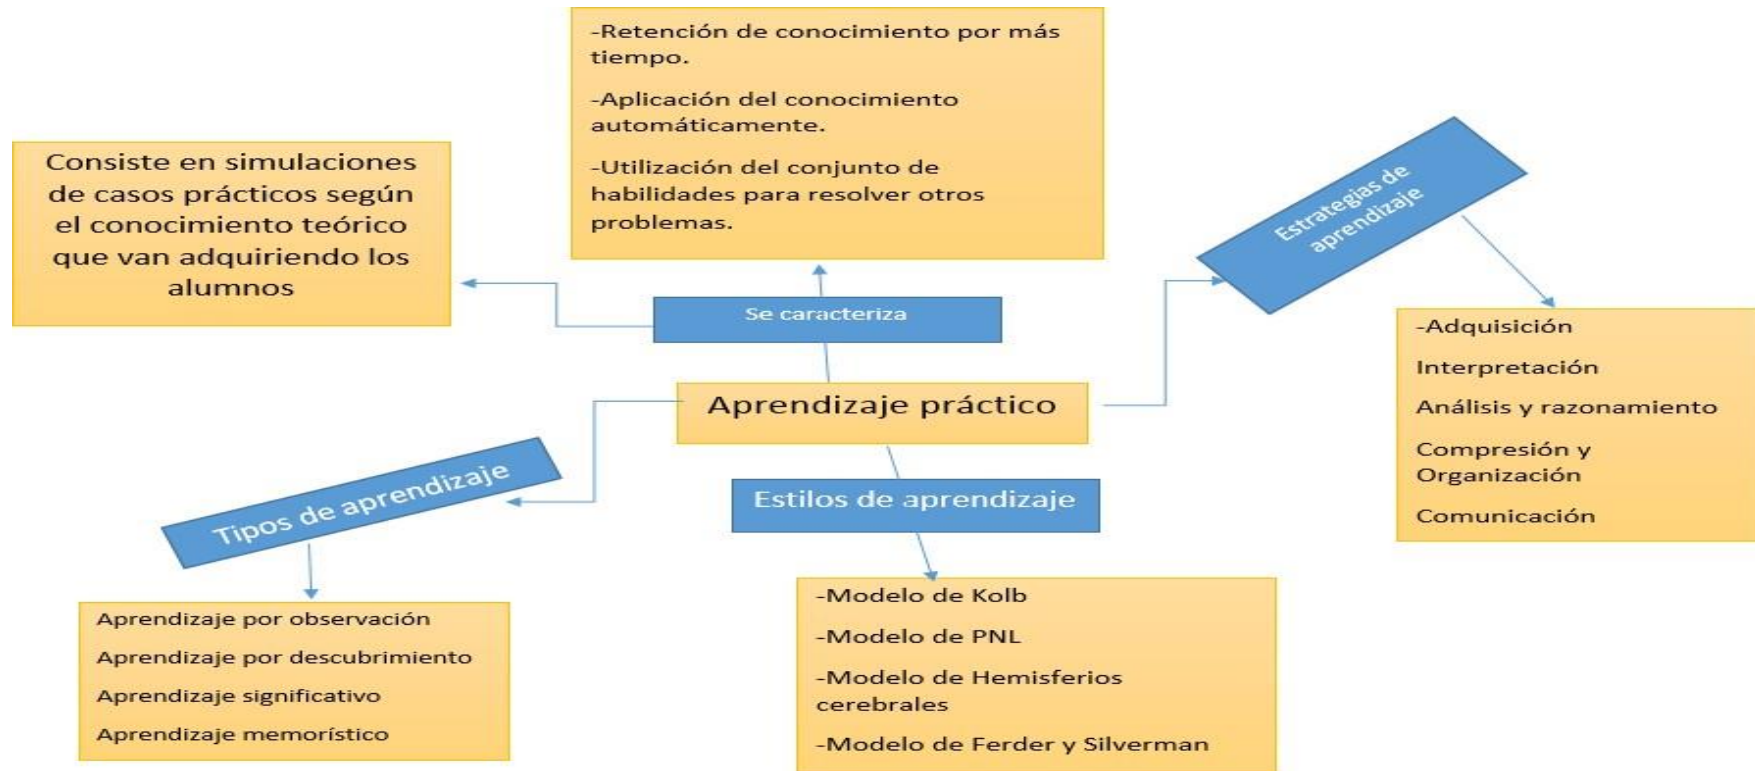 -Retención de conocimiento por más
tiempo.
-Aplicación del conocimiento
automáticamente.
-Utilización del conjunto de
habilidades para resolver otros
problemas.
Consiste en simulaciones
de casos prácticos según
el conocimiento teórico
que van adquiriendo los
alumnos
Estrategias de
aprendizaje
Se caracteriza
-Adquisición
Interpretación
Análisis y razonamiento
Compresión y
Organización
Comunicación
Aprendizaje práctico
Tipos de aprendizaje
Estilos de aprendizaje
Aprendizaje por observación
Aprendizaje por descubrimiento
Aprendizaje significativo
Aprendizaje memorístico
-Modelo de Kolb
-Modelo de PNL
-Modelo de Hemisferios
cerebrales
-Modelo de Ferder y Silverman